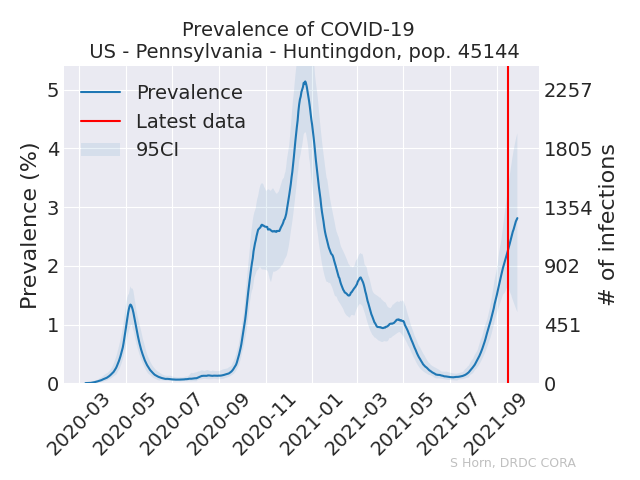 Prevalence of COVID-19
US - Pennsylvania - Huntingdon, pop. 45144
Prevalence
Latest data
95CI
Prevalence (%)
5
4
3
2
1
0
2257
1805
1354
902
451
0
# of infections
2020-03
2020-05
2020-07
2020-09
2020-11
2021-01
2021-03
2021-05
2021-07
2021-09
S Horn, DRDC CORA